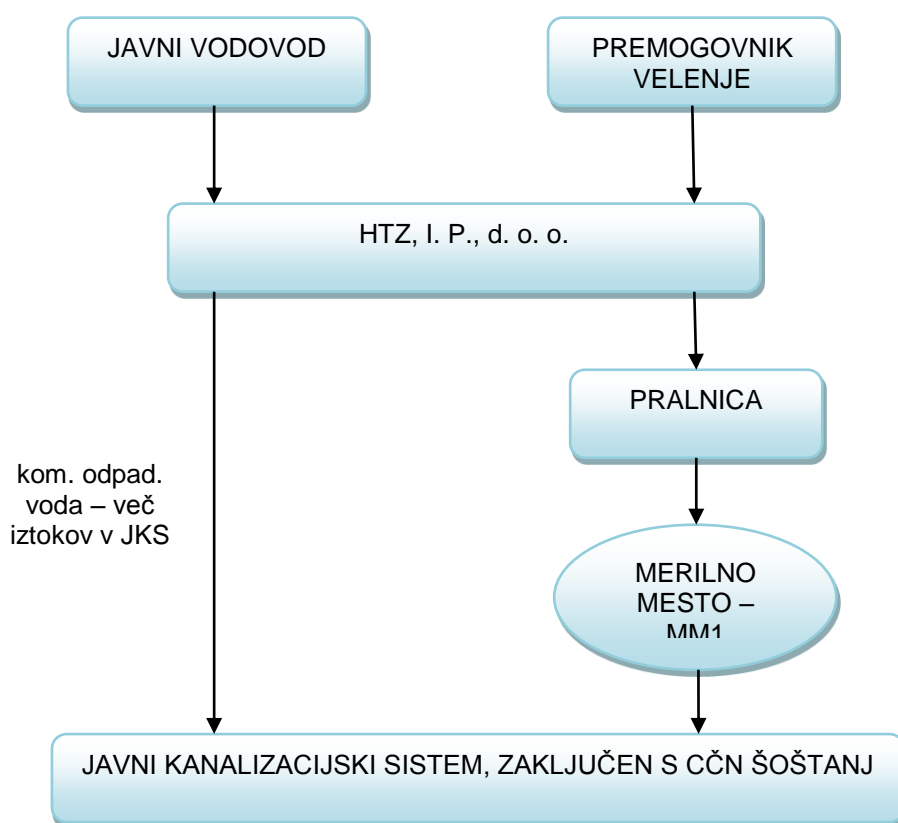 JAVNI VODOVOD
PREMOGOVNIK
VELENJE
HTZ, I. P., d. o. o.
PRALNICA
kom. odpad.
voda – več
iztokov v JKS
MERILNO
MESTO –
MM1
JAVNI KANALIZACIJSKI SISTEM, ZAKLJUČEN S CČN ŠOŠTANJ